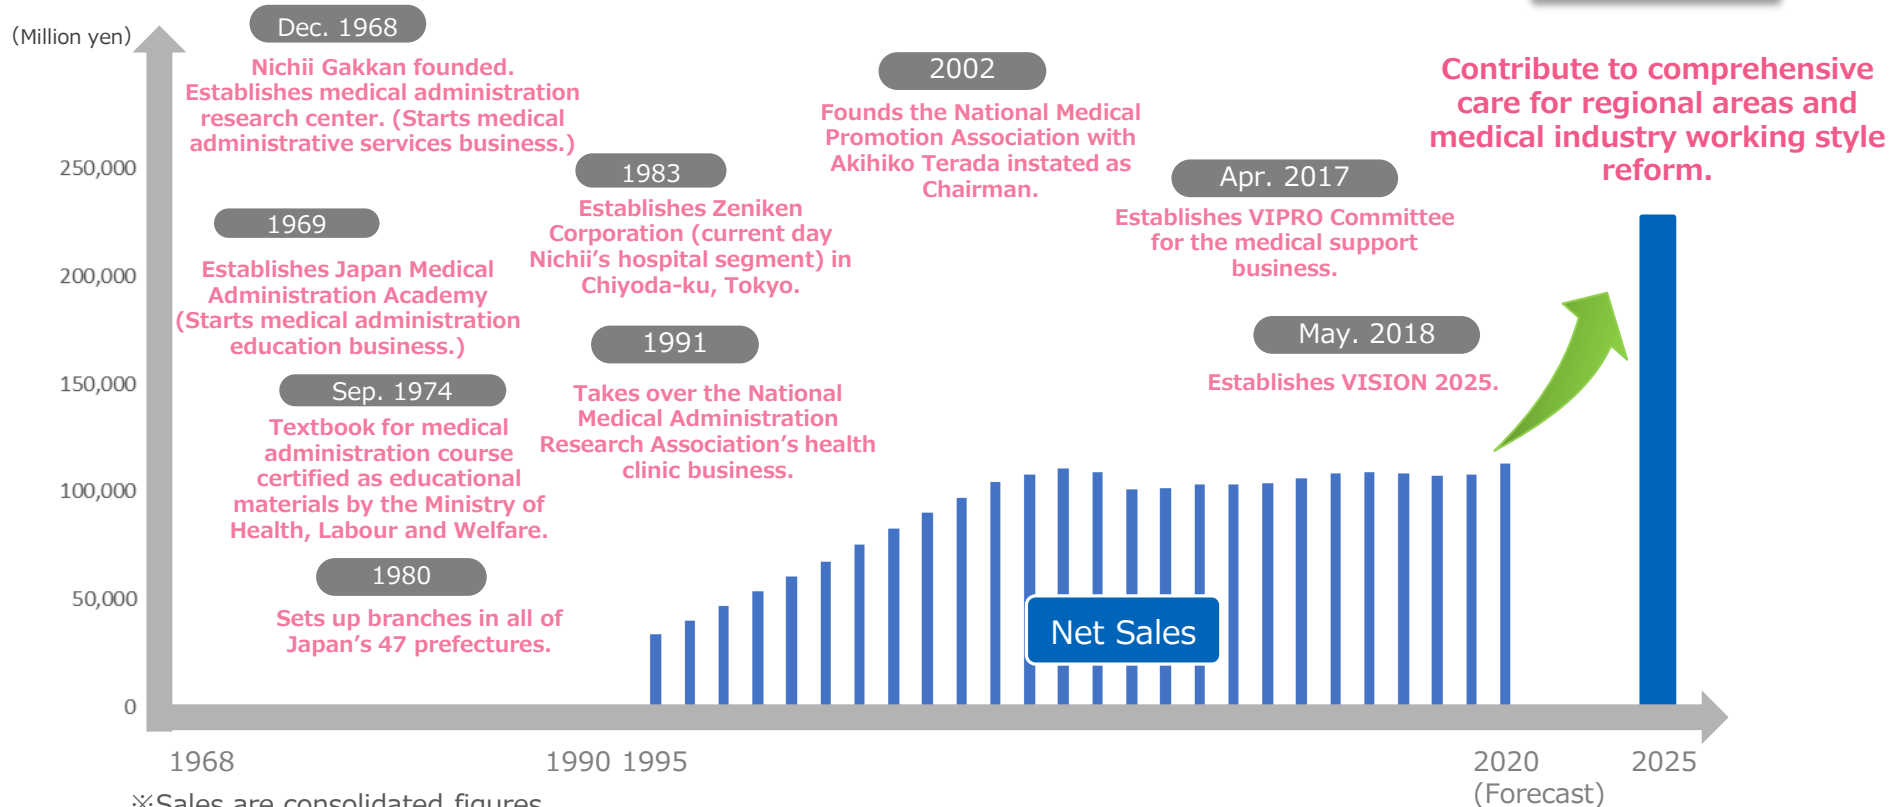 (Million yen)
Dec. 1968
Nichii Gakkan founded.
Establishes medical administration
research center. (Starts medical
administrative services business.)
1969
Establishes Japan Medical
Administration Academy
(Starts medical administration
education business.)
Sep. 1974
Textbook for medical
administration course
certified as educational
materials by the Ministry of
Health, Labour and Welfare.
1980
Sets up branches in all of
Japan's 47 prefectures.
1983
Establishes Zeniken
Corporation (current day
Nichii's hospital segment) in
Chiyoda-ku, Tokyo.
1991
Takes over the National
Medical Administration
Research Association's health
clinic business.
2002
Founds the National Medical
Promotion Association with
Akihiko Terada instated as
Chairman.
Apr. 2017
Establishes VIPRO Committee
for the medical support
business.
May. 2018
Establishes VISION 2025.
Contribute to comprehensive
care for regional areas and
medical industry working style
reform.
250,000
200,000
150,000
100,000
50,000
0
Net Sales
1968
1990
1995
2020
(Forecast)
2025
※Sales are consolidated figures